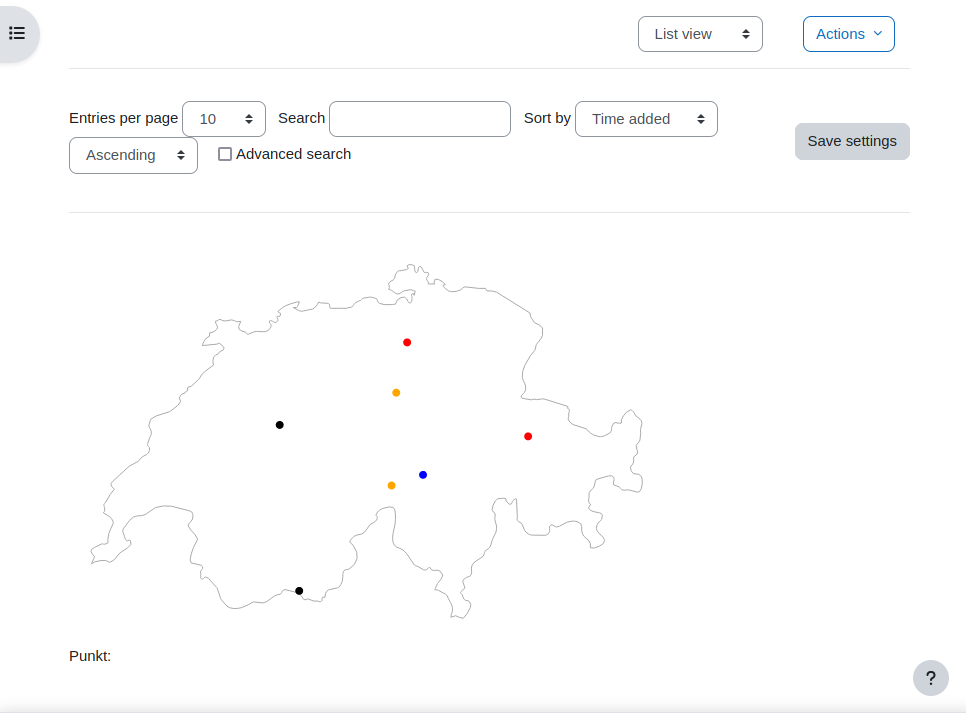 List view
Actions
Entries per page 10 Search Sort by Time added
Ascending Advanced search
Save settings
Punkt:
?